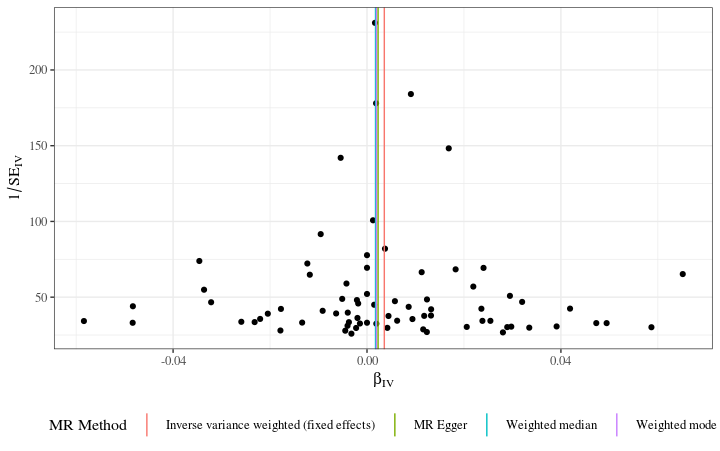 200
150
100
50
1/SE_IV
-0.04
0.00
0.04
β_IV
MR Method
Inverse variance weighted (fixed effects)
MR Egger
Weighted median
Weighted mode